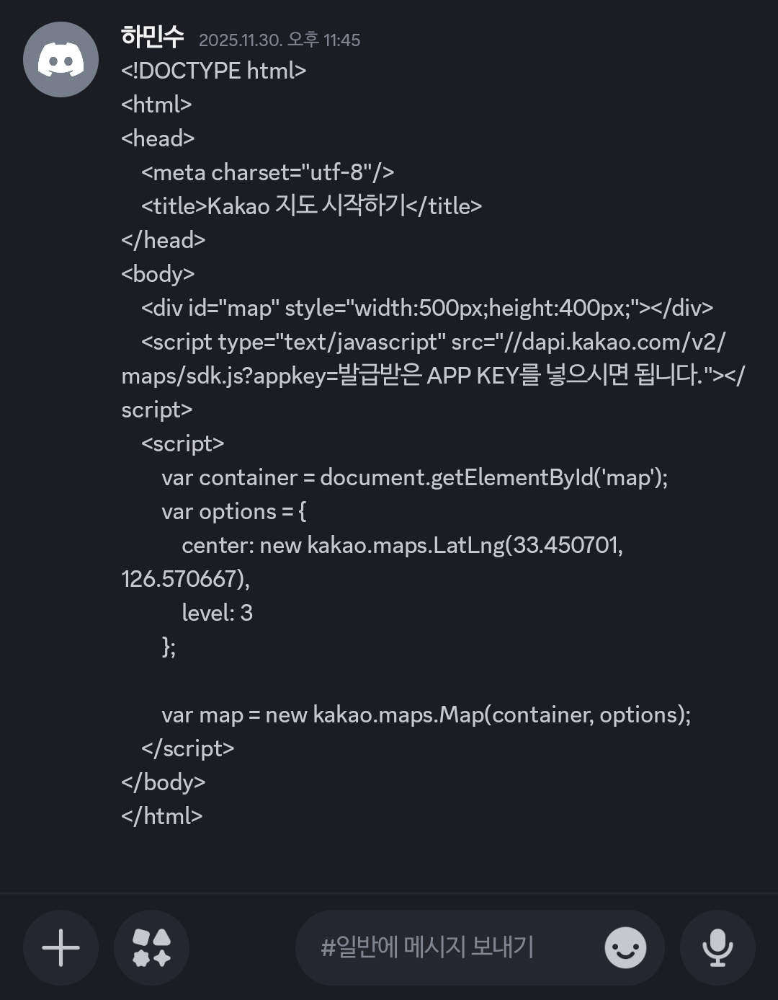 하민수 2025.11.30. 오후 11:45
<!DOCTYPE html>
<html>
<head>
    <meta charset="utf-8"/>
    <title>Kakao 지도 시작하기</title>
</head>
<body>
    <div id="map" style="width:500px;height:400px;"></div>
    <script type="text/javascript" src="//dapi.kakao.com/v2/
maps/sdk.js?appkey=발급받은 APP KEY를 넣으시면 됩니다."></
script>
    <script>
        var container = document.getElementById('map');
        var options = {
            center: new kakao.maps.LatLng(33.450701,
126.570667),
            level: 3
        };

        var map = new kakao.maps.Map(container, options);
    </script>
</body>
</html>
#일반에 메시지 보내기